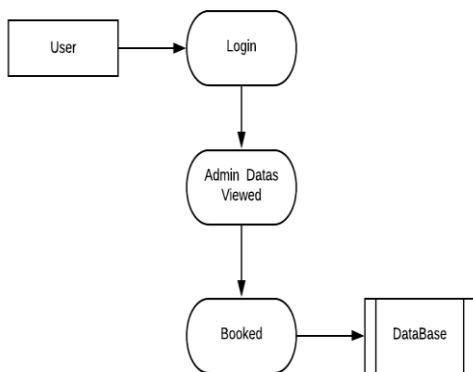 User
Login
Admin Datas
Viewed
Booked
DataBase